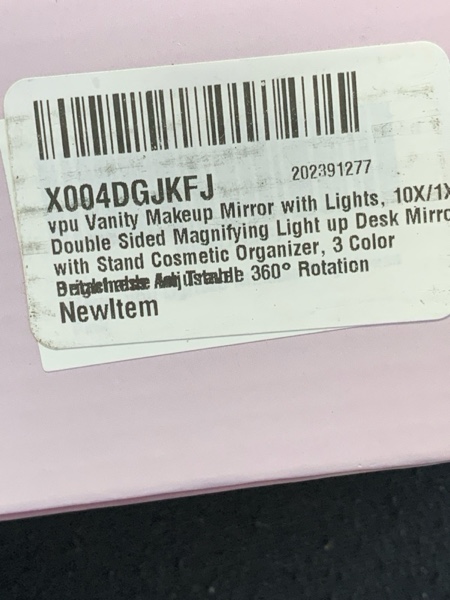 X004DGJKFJ
202391277
vpu Vanity Makeup Mirror with Lights, 10X/1X
Double Sided Magnifying Light up Desk Mirro
with Stand Cosmetic Organizer, 3 Color
360° Rotation
NewItem